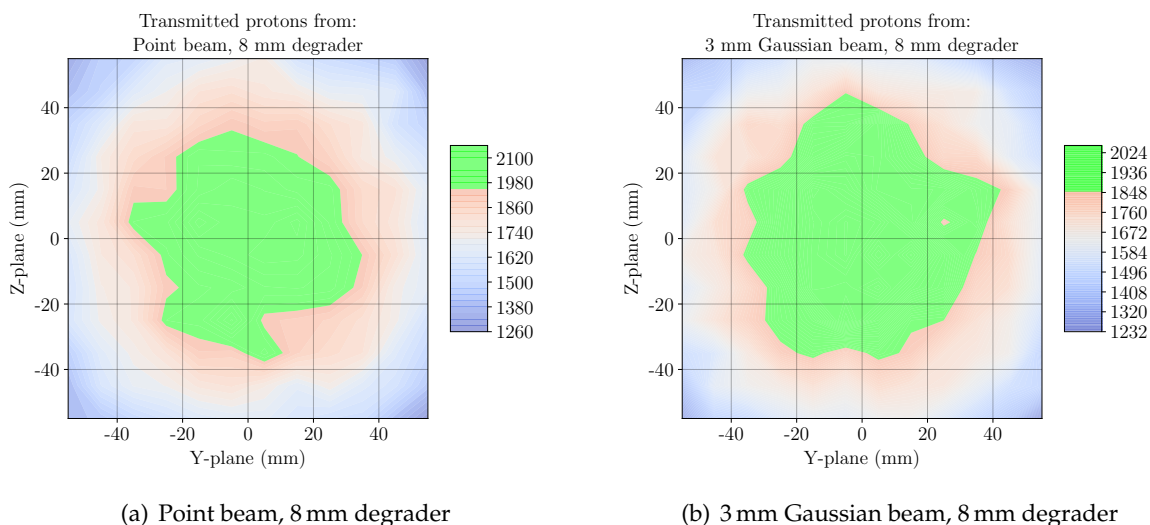 Transmitted protons from:
Point beam, 8 mm degrader
40
20
0
-20
-40
Z-plane (mm)
-40 -20 0 20 40
Y-plane (mm)
2100
1980
1860
1740
1620
1500
1380
1260
(a) Point beam, 8 mm degrader
Transmitted protons from:
3 mm Gaussian beam, 8 mm degrader
40
20
0
-20
-40
Z-plane (mm)
-40 -20 0 20 40
Y-plane (mm)
2024
1936
1848
1760
1672
1584
1496
1408
1320
1232
(b) 3 mm Gaussian beam, 8 mm degrader